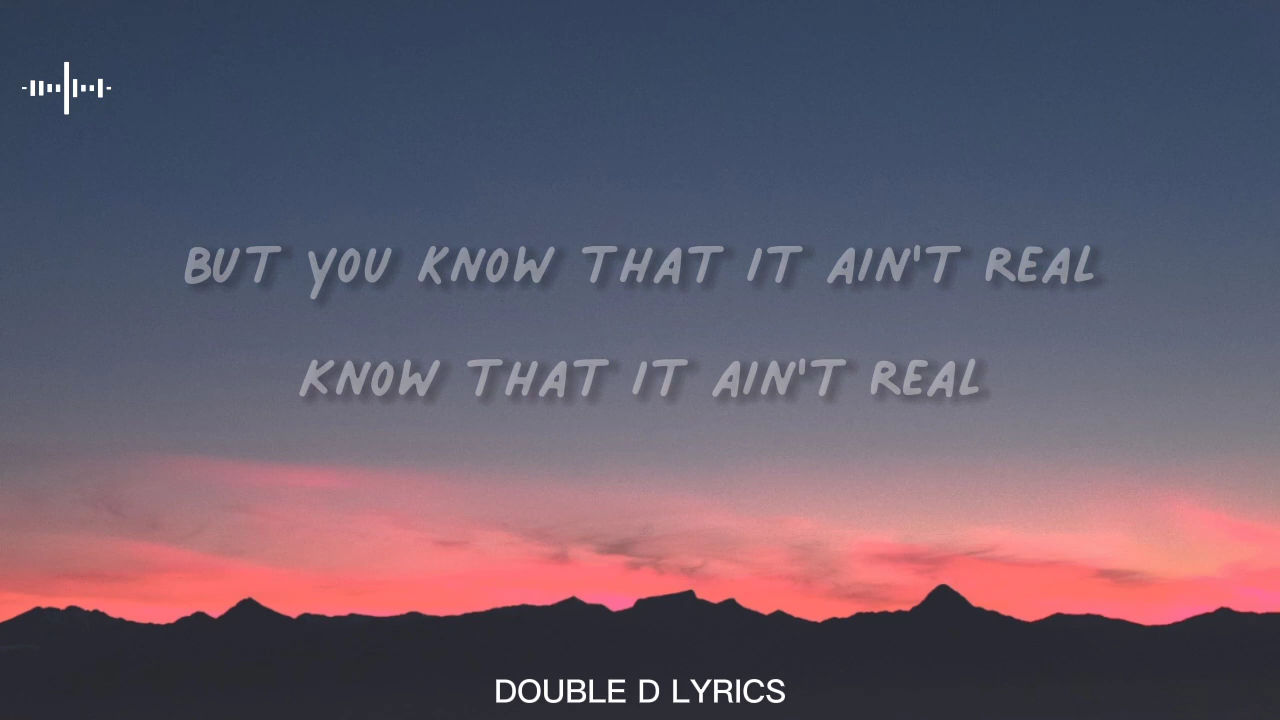 BUT YOU KNOW THAT IT AIN'T REAL
KNOW THAT IT AIN'T REAL
DOUBLE D LYRICS